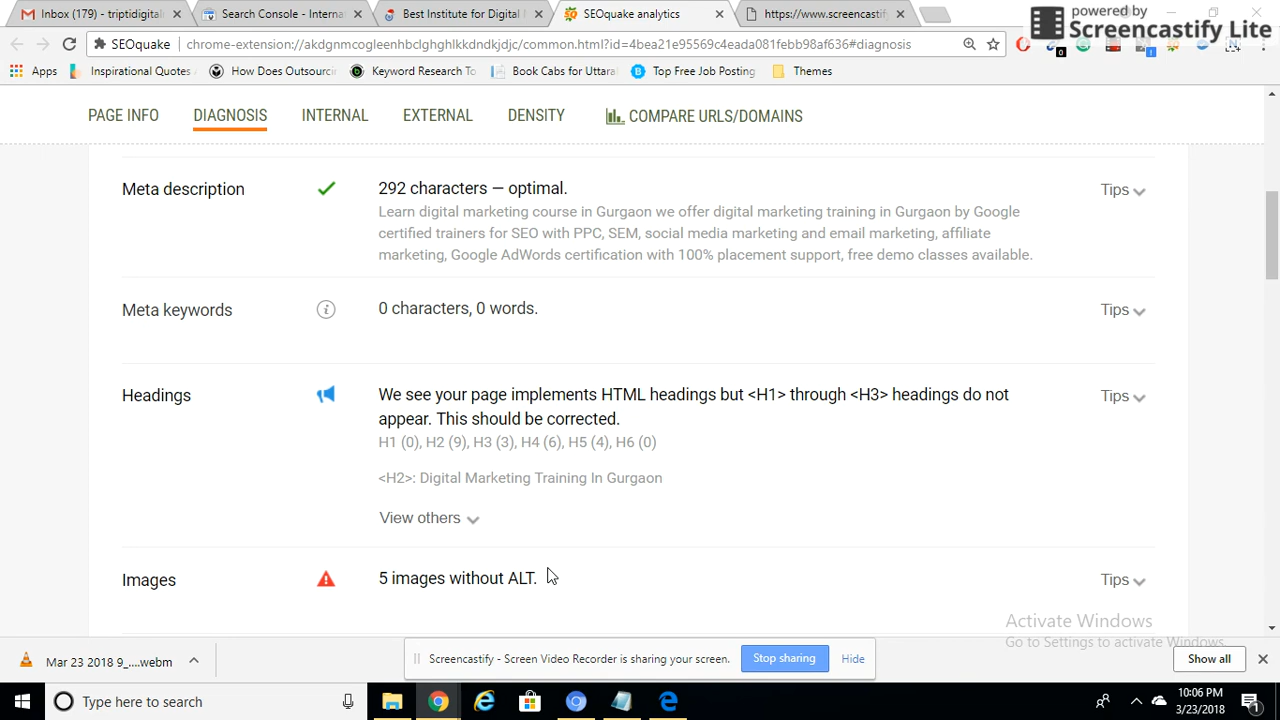 Inbox (179) - triptidigital
Search Console - Interne
Best Institute for Digital
SEOquake analytics
https://www.screencastif
powered by
Screencastify Lite
SEOquake
Apps
Inspirational Quotes
How Does Outsourci
Keyword Research To
Book Cabs for Uttara
Top Free Job Posting
Themes
PAGE INFO
DIAGNOSIS
INTERNAL
EXTERNAL
DENSITY
COMPARE URLS/DOMAINS
Meta description
292 characters — optimal.
Tips
Learn digital marketing course in Gurgaon we offer digital marketing training in Gurgaon by Google
certified trainers for SEO with PPC, SEM, social media marketing and email marketing, affiliate
marketing, Google AdWords certification with 100% placement support, free demo classes available.
Meta keywords
0 characters, 0 words.
Tips
Headings
We see your page implements HTML headings but <H1> through <H3> headings do not
appear. This should be corrected.
Tips
H1 (0), H2 (9), H3 (3), H4 (6), H5 (4), H6 (0)
<H2>: Digital Marketing Training In Gurgaon
View others
Images
5 images without ALT.
Tips
Activate Windows
Go to Settings to activate Windows.
Mar 23 2018 9_....webm
Screencastify - Screen Video Recorder is sharing your screen.
Stop sharing
Hide
Show all
Type here to search
10:06 PM
3/23/2018